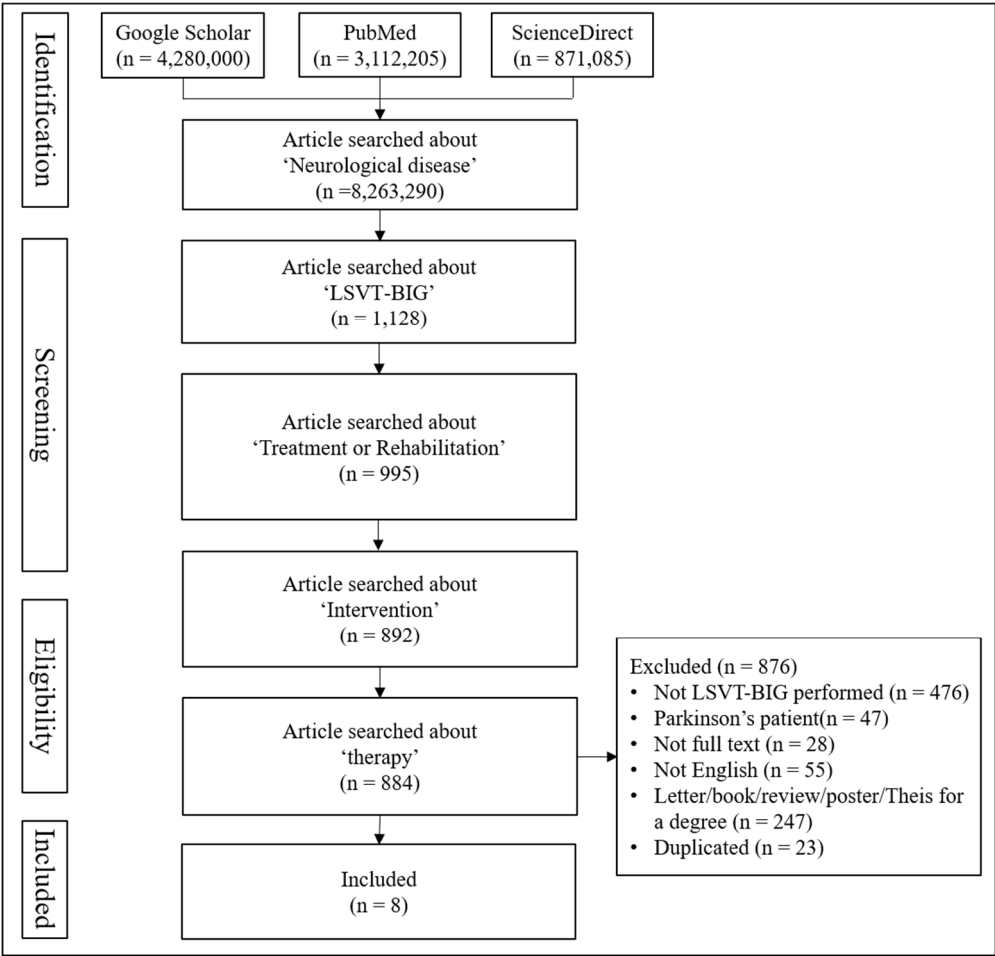 Identification
Google Scholar
(n = 4,280,000)
PubMed
(n = 3,112,205)
ScienceDirect
(n = 871,085)
Article searched about
‘Neurological disease’
(n =8,263,290)
Screening
Article searched about
‘LSVT-BIG’
(n = 1,128)
Article searched about
‘Treatment or Rehabilitation’
(n = 995)
Article searched about
‘Intervention’
(n = 892)
Eligibility
Article searched about
‘therapy’
(n = 884)
Excluded (n = 876)
• Not LSVT-BIG performed (n = 476)
• Parkinson’s patient(n = 47)
• Not full text (n = 28)
• Not English (n = 55)
• Letter/book/review/poster/Theis for
a degree (n = 247)
• Duplicated (n = 23)
Included
Included
(n = 8)